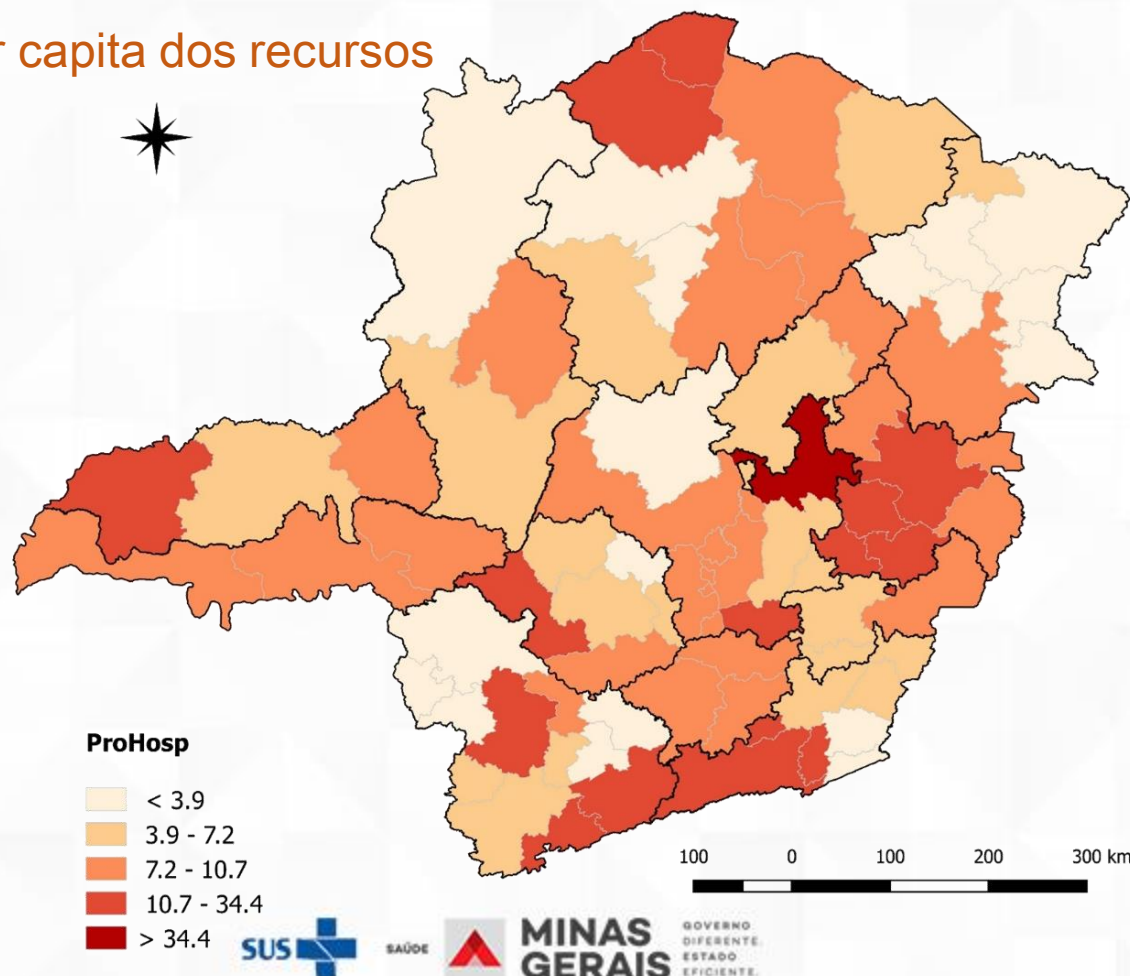 r capita dos recursos
ProHosp
< 3.9
3.9 - 7.2
7.2 - 10.7
10.7 - 34.4
> 34.4
100 0 100 200 300 km
SUS
SAÚDE
MINAS
GERAIS
GOVERNO
DIFERENTE.
ESTADO
EFICIENTE.